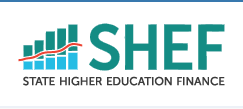 SHEF
STATE HIGHER EDUCATION FINANCE